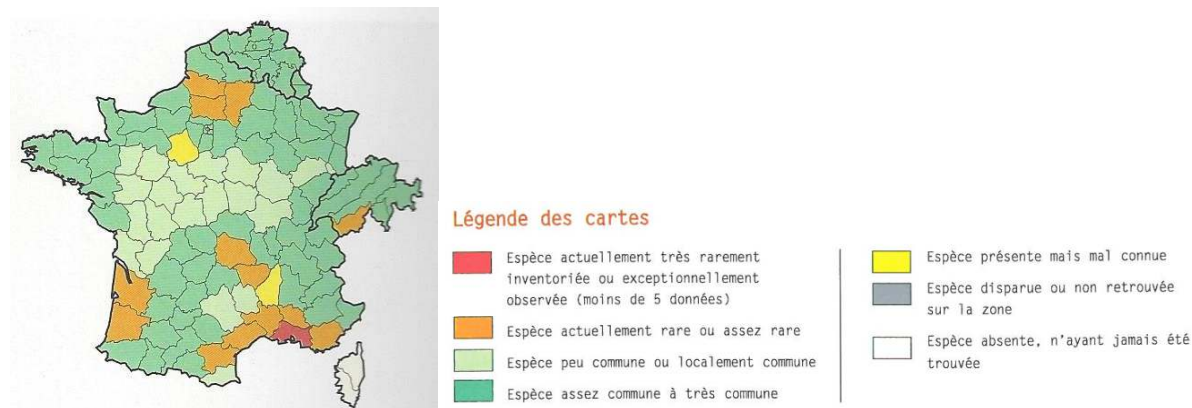 Légende des cartes
Espèce actuellement très rarement
inventoriée ou exceptionnellement
observée (moins de 5 données)
Espèce actuellement rare ou assez rare
Espèce peu commune ou localement commune
Espèce assez commune à très commune
Espèce présente mais mal connue
Espèce disparue ou non retrouvée
sur la zone
Espèce absente, n'ayant jamais été
trouvée